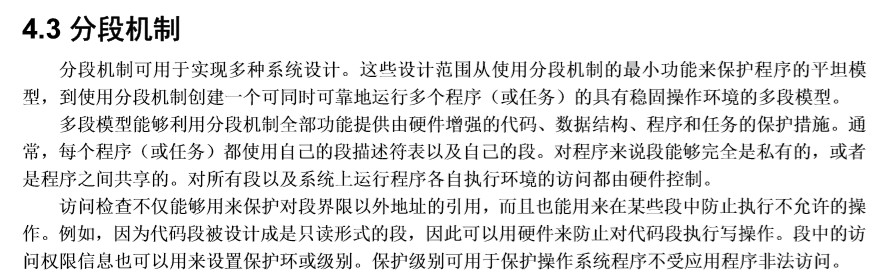 4.3 分段机制
分段机制可用于实现多种系统设计。这些设计范围从使用分段机制的最小功能来保护程序的平坦模
型，到使用分段机制创建一个可同时可靠地运行多个程序（或任务）的具有稳固操作环境的多段模型。
多段模型能够利用分段机制全部功能提供由硬件增强的代码、数据结构、程序和任务的保护措施。通
常，每个程序（或任务）都使用自己的段描述符表以及自己的段。对程序来说段能够完全是私有的，或者
是程序之间共享的。对所有段以及系统上运行程序各自执行环境的访问都由硬件控制。
访问检查不仅能够用来保护对段界限以外地址的引用，而且也能用来在某些段中防止执行不允许的操
作。例如，因为代码段被设计成是只读形式的段，因此可以用硬件来防止对代码段执行写操作。段中的访
问权限信息也可以用来设置保护环或级别。保护级别可用于保护操作系统程序不受应用程序非法访问。